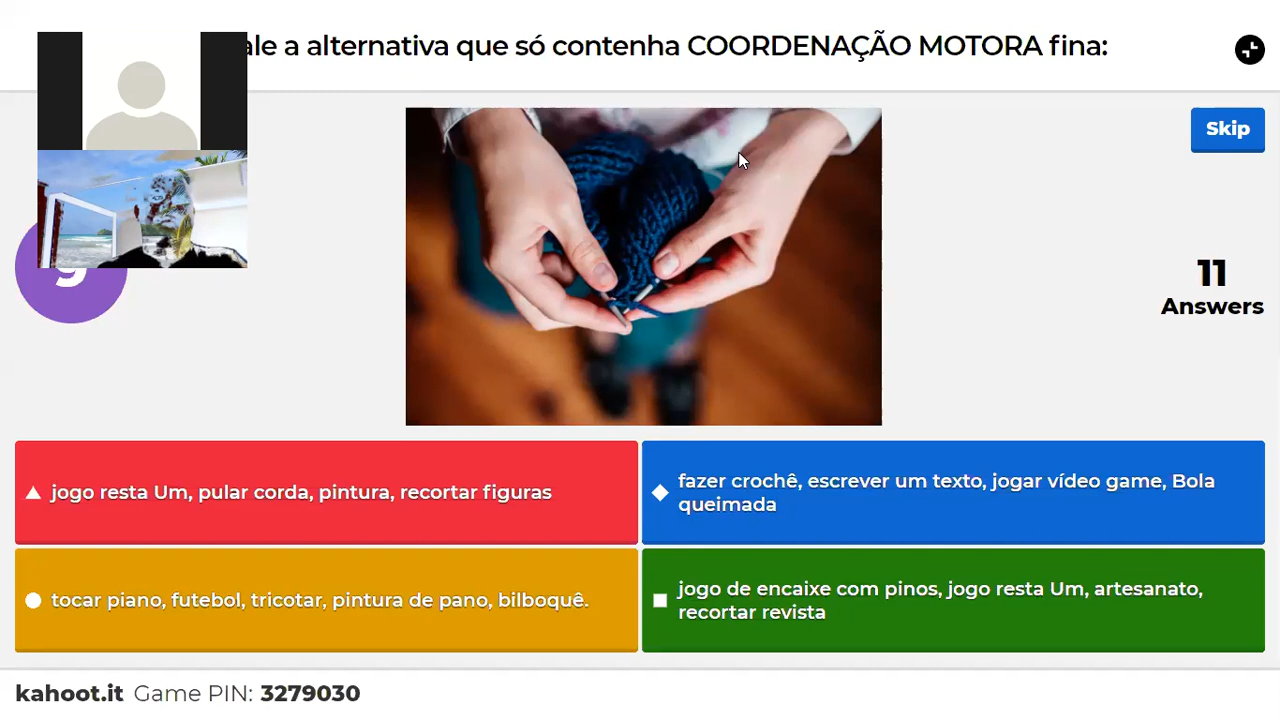 ale a alternativa que só contenha COORDENAÇÃO MOTORA fina:
Skip
11
Answers
jogo resta Um, pular corda, pintura, recortar figuras
fazer crochê, escrever um texto, jogar vídeo game, Bola
queimada
tocar piano, futebol, tricotar, pintura de pano, bilboquê.
jogo de encaixe com pinos, jogo resta Um, artesanato,
recortar revista
kahoot.it Game PIN: 3279030